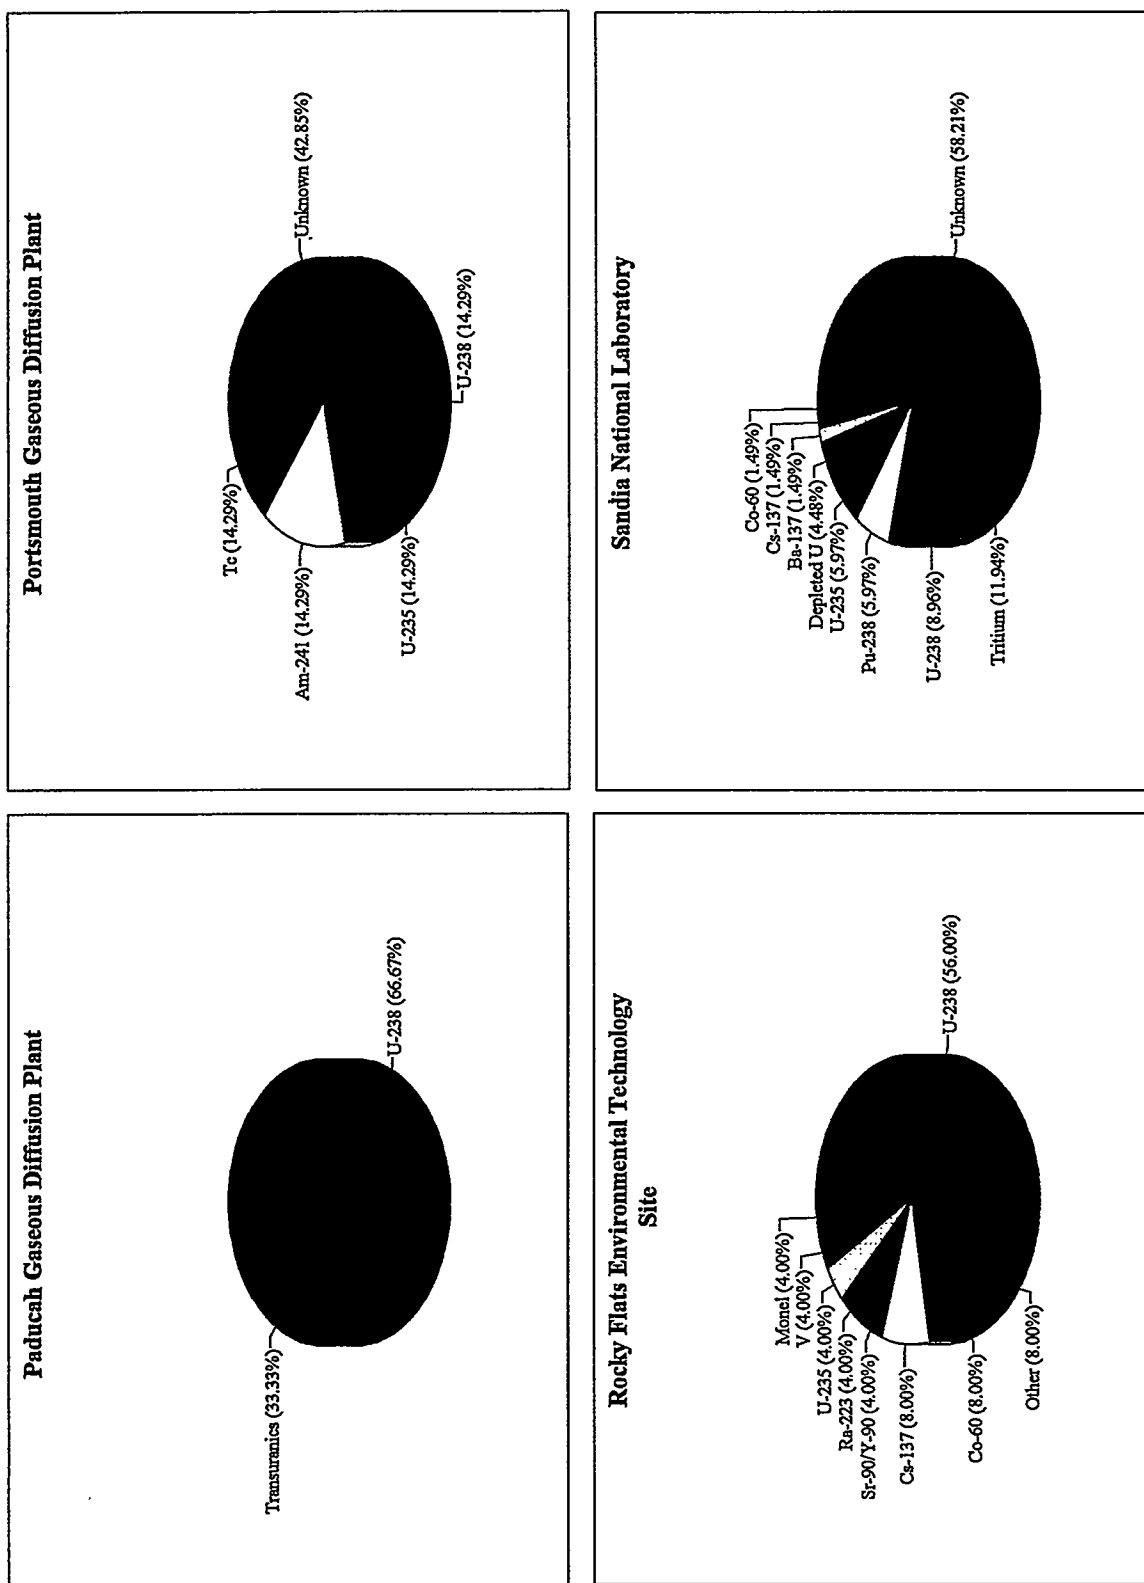 Paducah Gaseous Diffusion Plant
Transuranics (33.33%)
U-238 (66.67%)
Portsmouth Gaseous Diffusion Plant
Tc (14.29%)
Unknown (42.85%)
Am-241 (14.29%)
U-235 (14.29%)
U-238 (14.29%)
Rocky Flats Environmental Technology
Site
Monel (4.00%)
V (4.00%)
U-235 (4.00%)
Ra-223 (4.00%)
Sr-90/Y-90 (4.00%)
Cs-137 (8.00%)
Co-60 (8.00%)
Other (8.00%)
U-238 (56.00%)
Sandia National Laboratory
Co-60 (1.49%)
Cs-137 (1.49%)
Ba-137 (1.49%)
Depleted U (4.48%)
U-235 (5.97%)
Pu-238 (5.97%)
U-238 (8.96%)
Tritium (11.94%)
Unknown (58.21%)